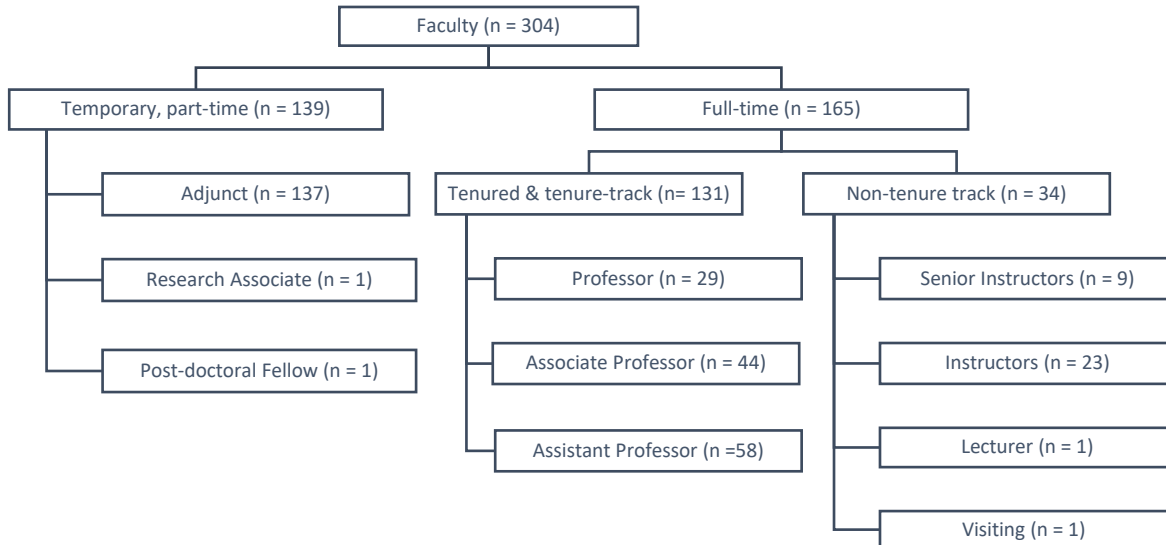 Faculty (n = 304)
Temporary, part-time (n = 139)
Full-time (n = 165)
Adjunct (n = 137)
Research Associate (n = 1)
Post-doctoral Fellow (n = 1)
Tenured & tenure-track (n= 131)
Professor (n = 29)
Associate Professor (n = 44)
Assistant Professor (n =58)
Non-tenure track (n = 34)
Senior Instructors (n = 9)
Instructors (n = 23)
Lecturer (n = 1)
Visiting (n = 1)